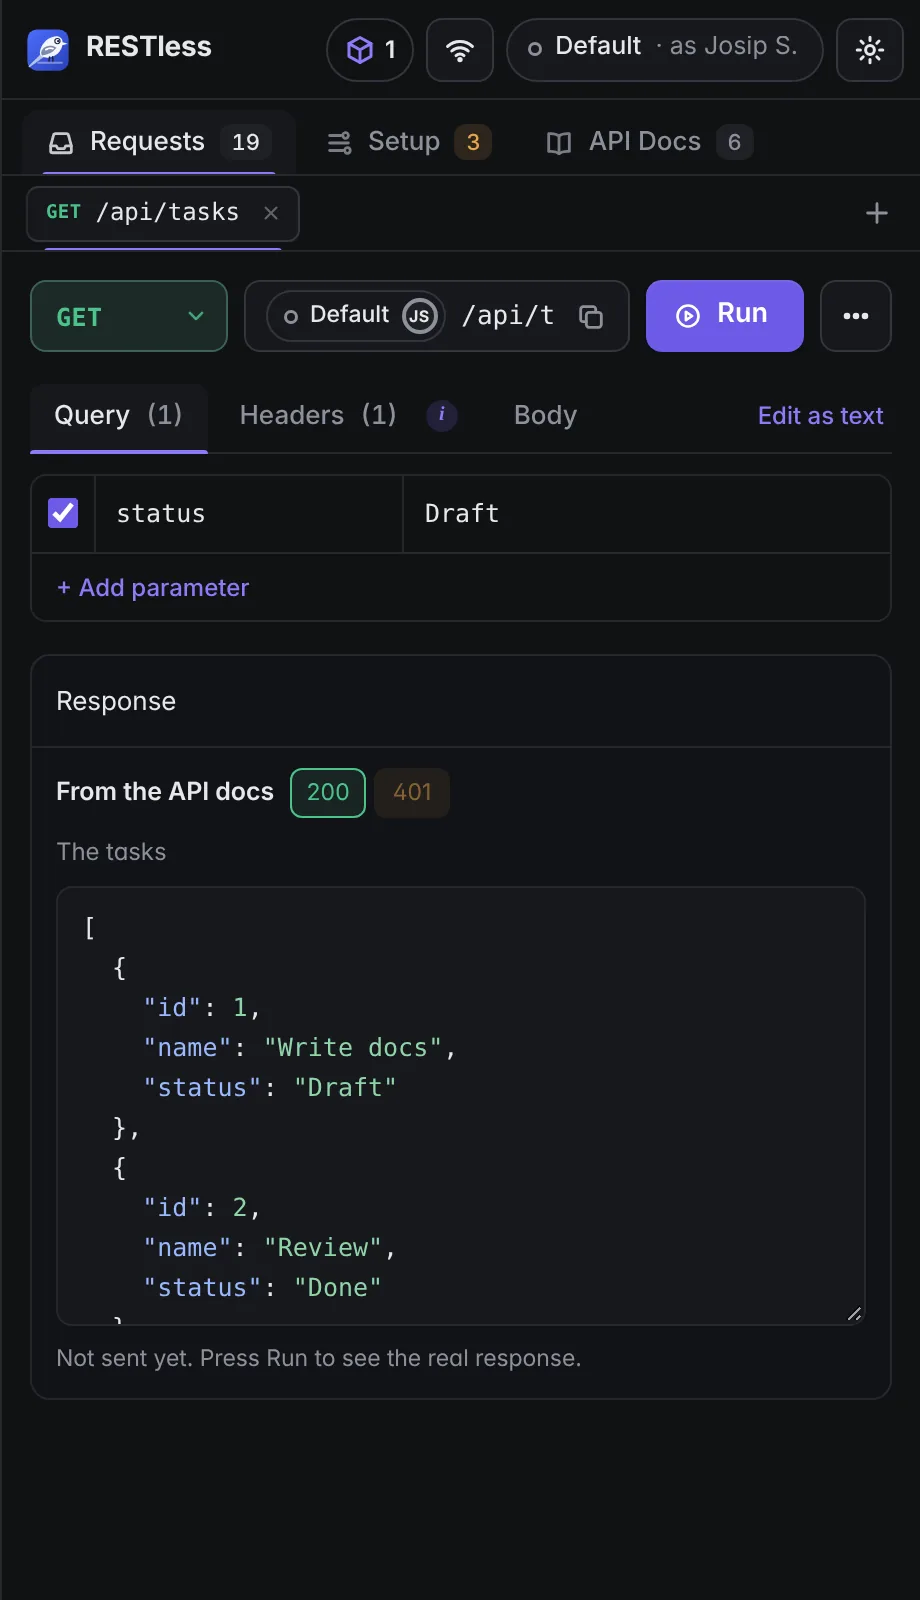 RESTless
1
Default · as Josip S.
Requests 19
Setup 3
API Docs 6
GET /api/tasks ×
+
GET
Default JS /api/t
Run
Query (1)
Headers (1) i
Body
Edit as text
status
Draft
+ Add parameter
Response
From the API docs 200 401
The tasks
[
  {
    "id": 1,
    "name": "Write docs",
    "status": "Draft"
  },
  {
    "id": 2,
    "name": "Review",
    "status": "Done"
  }
Not sent yet. Press Run to see the real response.